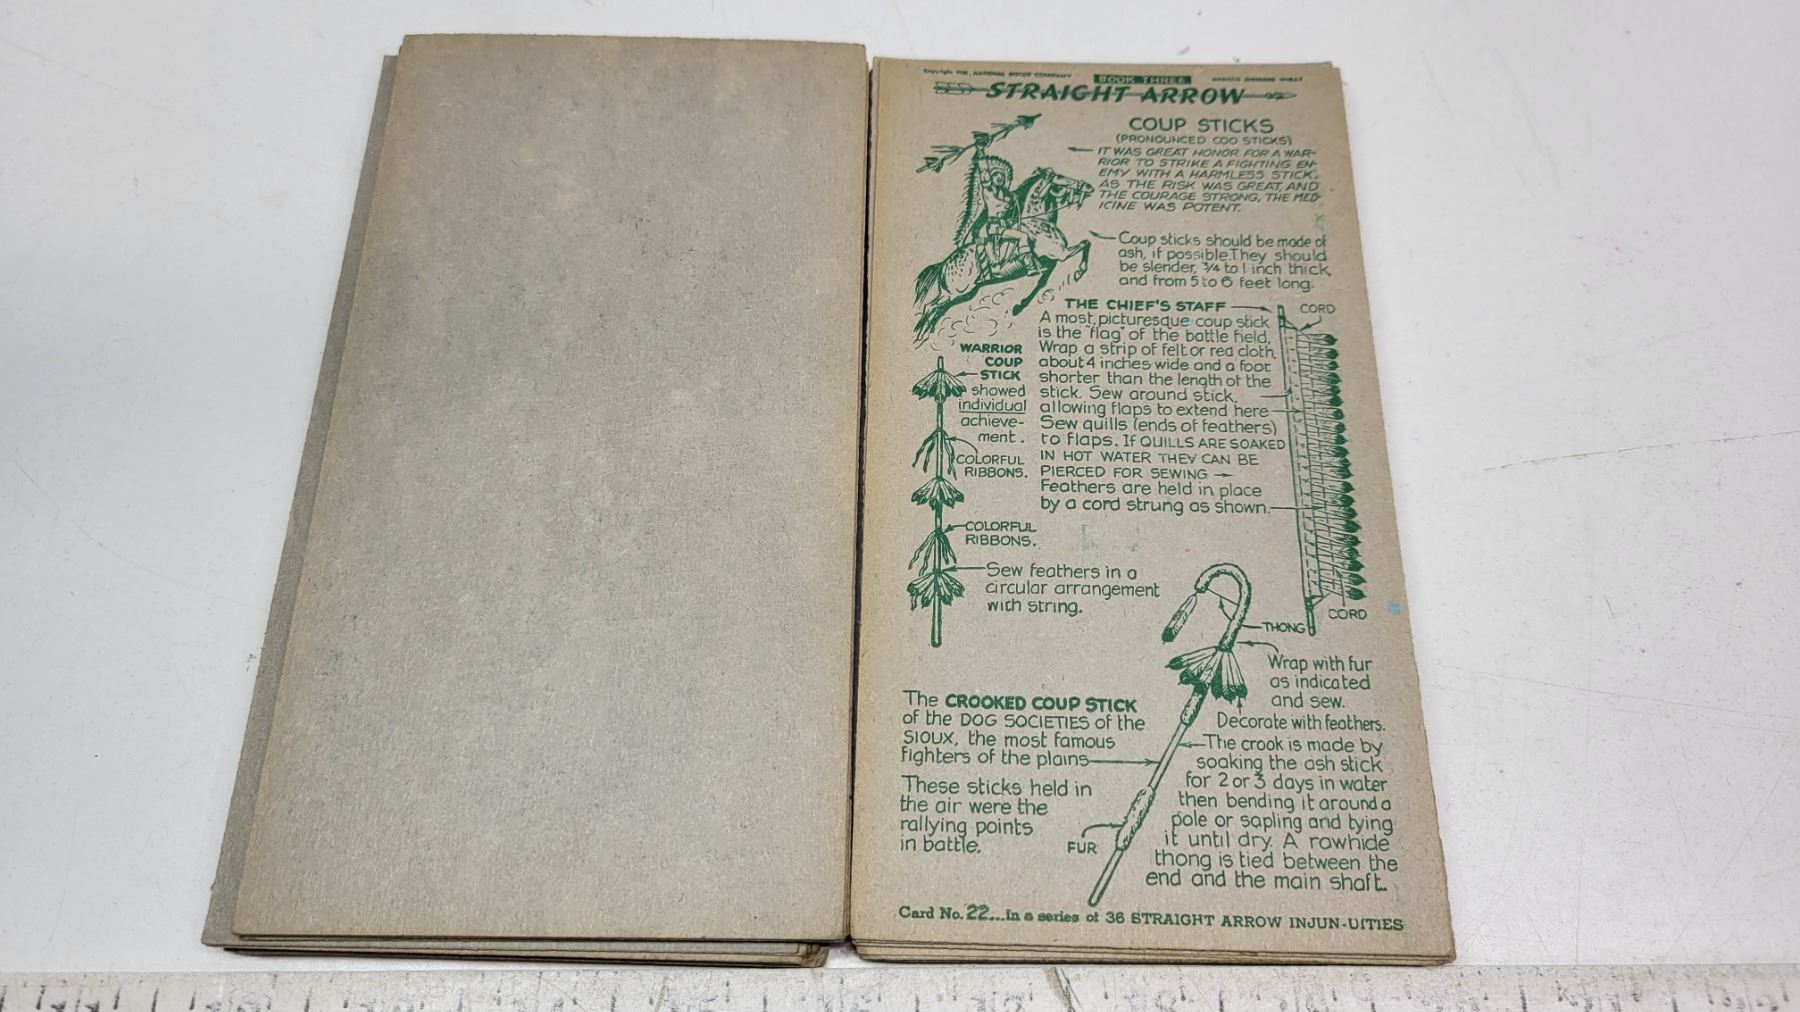 BOOK THREE
STRAIGHT ARROW
COUP STICKS
(PRONOUNCED COO STICKS)
IT WAS GREAT HONOR FOR A WAR-
RIOR TO STRIKE A FIGHTING EN-
EMY WITH A HARMLESS STICK.
AS THE RISK WAS GREAT, AND
THE COURAGE STRONG, THE MED-
ICINE WAS POTENT.
Coup sticks should be made of
ash, if possible. They should
be slender, 3/4 to 1 inch thick,
and from 5 to 6 feet long.
THE CHIEF'S STAFF
CORD
A most picturesque coup stick
is the "flag" of the battle field.
Wrap a strip of felt or red cloth,
about 4 inches wide and a foot
shorter than the length of the
stick. Sew around stick,
allowing flaps to extend here
Sew quills (ends of feathers)
to flaps. If QUILLS ARE SOAKED
IN HOT WATER THEY CAN BE
PIERCED FOR SEWING
Feathers are held in place
by a cord strung as shown.
CORD
WARRIOR
COUP
STICK
showed
individual
achieve-
ment.
COLORFUL
RIBBONS.
COLORFUL
RIBBONS.
Sew feathers in a
circular arrangement
with string.
THONG
Wrap with fur
as indicated
and sew.
Decorate with feathers.
The CROOKED COUP STICK
of the DOG SOCIETIES of the
SIOUX, the most famous
fighters of the plains
These sticks held in
the air were the
rallying points
in battle.
FUR
The crook is made by
soaking the ash stick
for 2 or 3 days in water
then bending it around a
pole or sapling and tying
it until dry. A rawhide
thong is tied between the
end and the main shaft.
Card No. 22...in a series of 36 STRAIGHT ARROW INJUN-UITIES